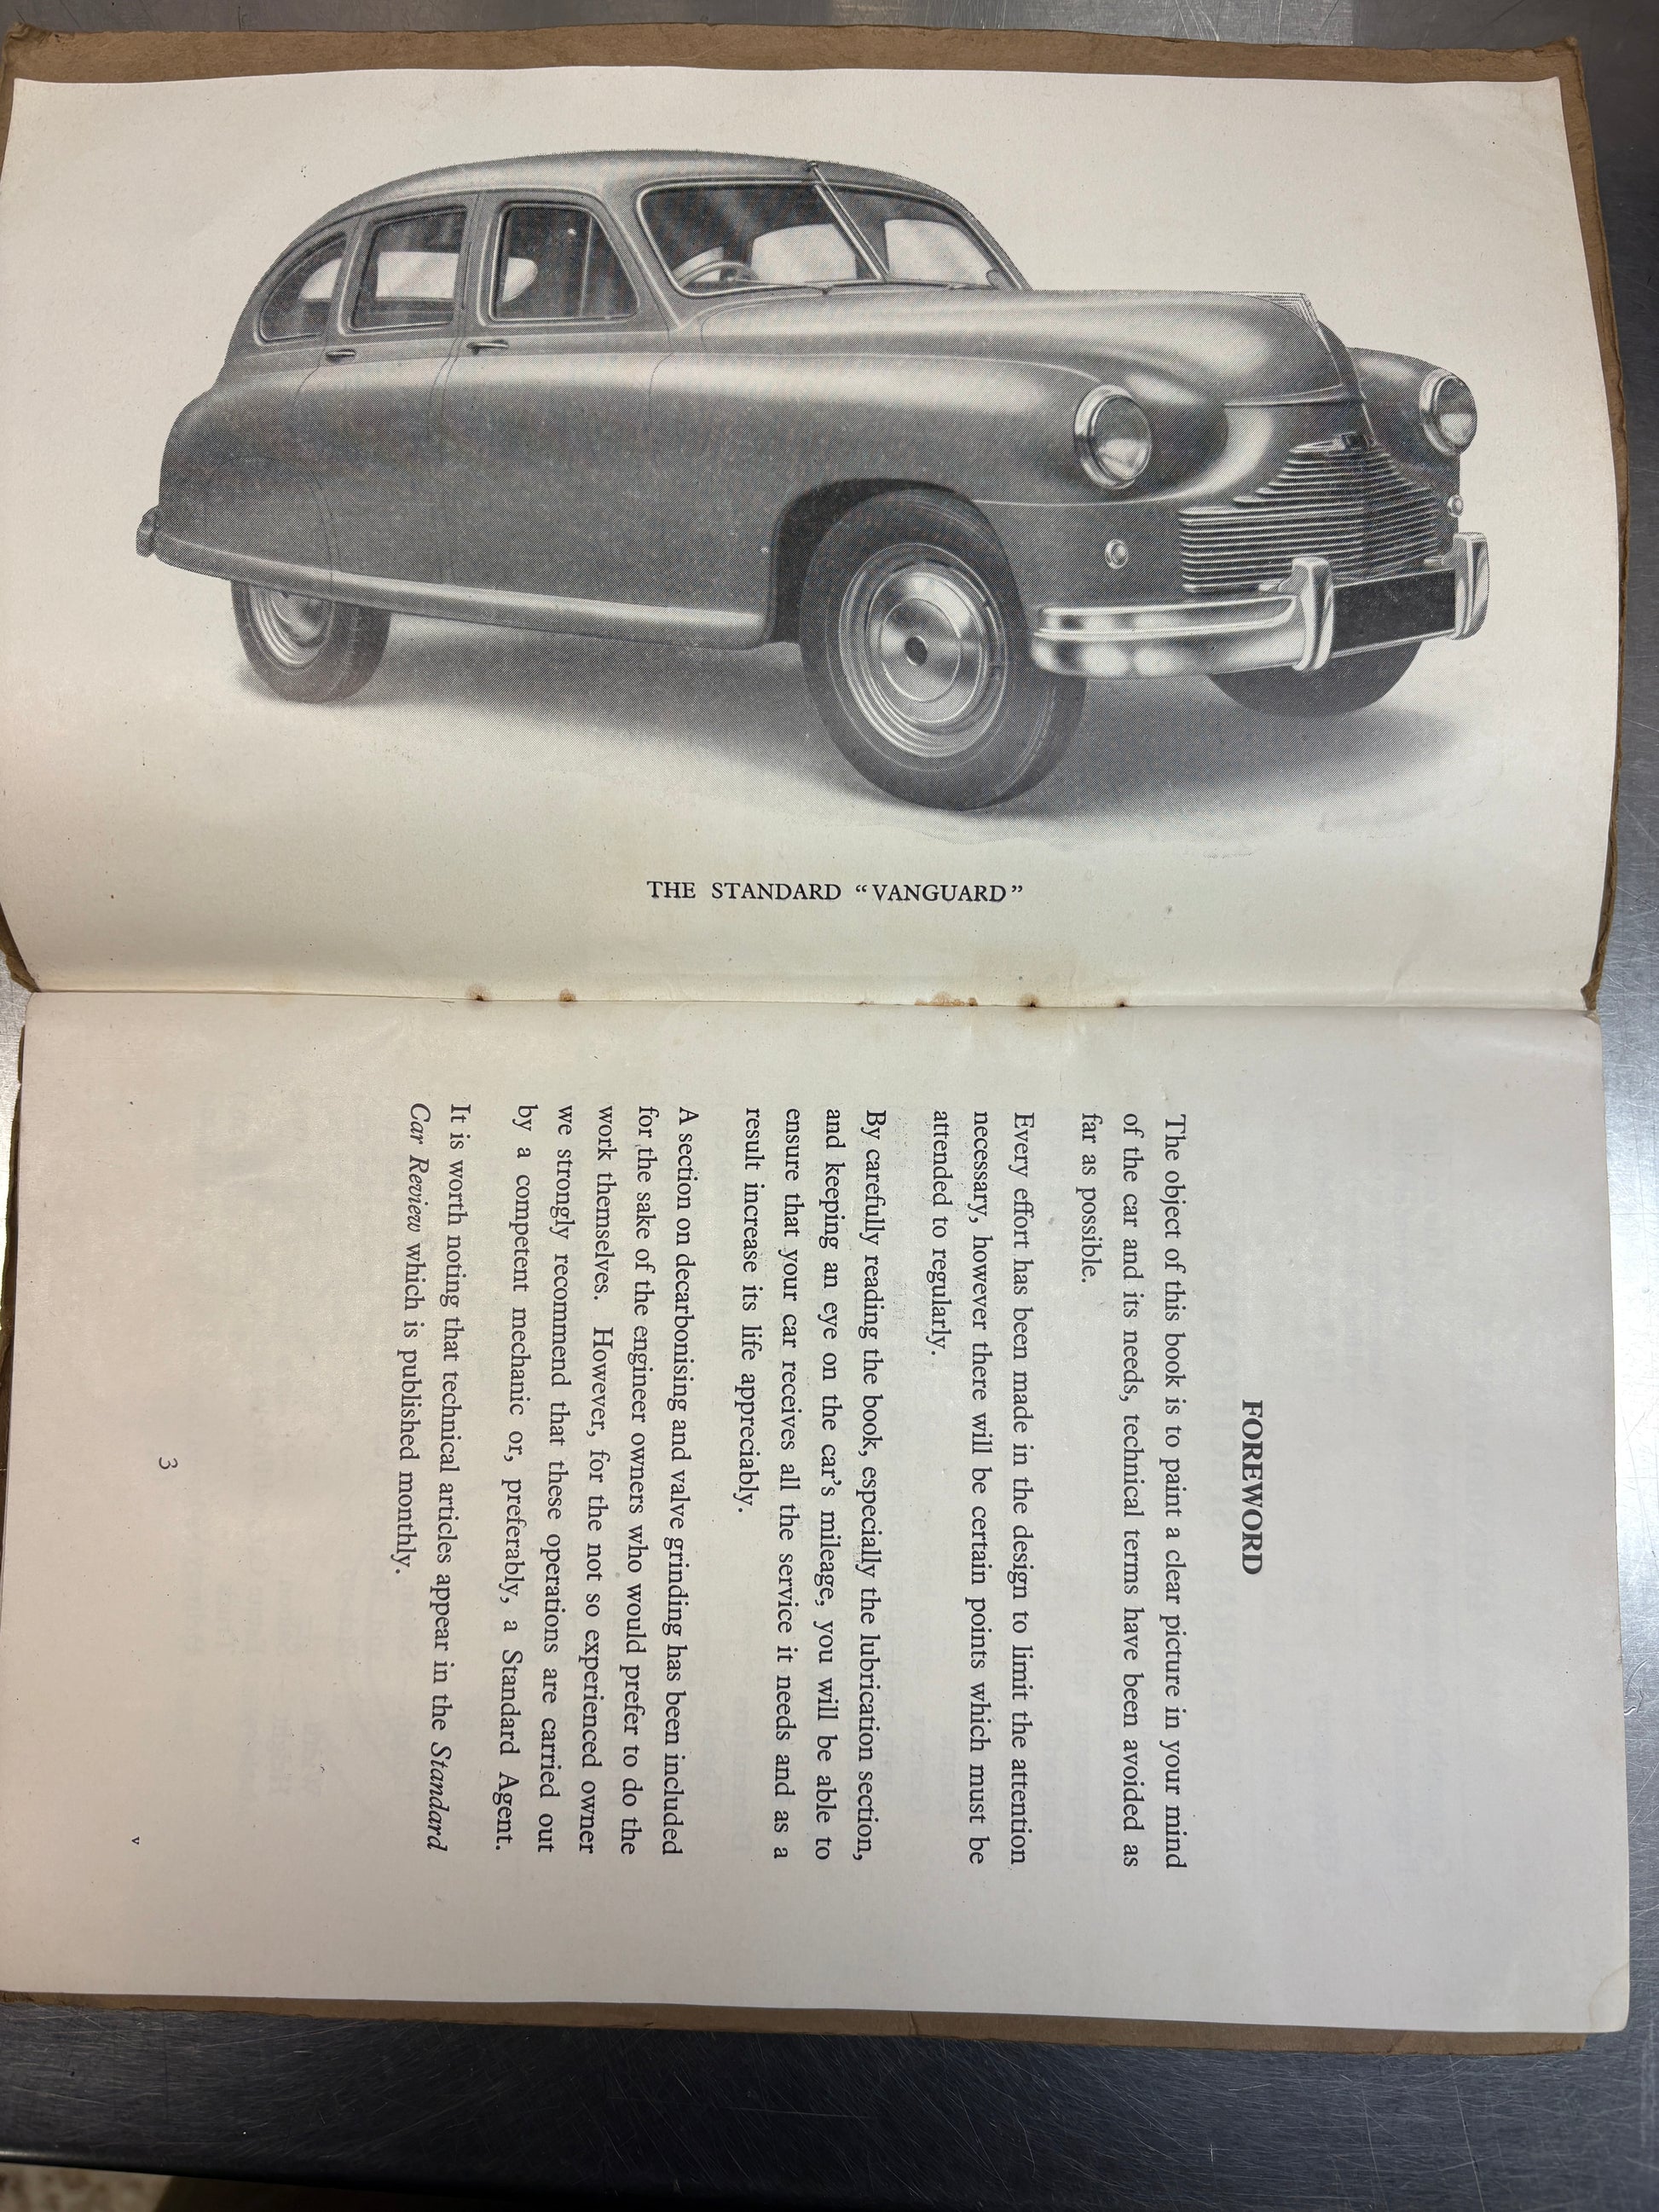 THE STANDARD “VANGUARD”
FOREWORD
The object of this book is to paint a clear picture in your mind
of the car and its needs, technical terms have been avoided as
far as possible.
Every effort has been made in the design to limit the attention
necessary, however there will be certain points which must be
attended to regularly.
By carefully reading the book, especially the lubrication section,
and keeping an eye on the car’s mileage, you will be able to
ensure that your car receives all the service it needs and as a
result increase its life appreciably.
A section on decarbonising and valve grinding has been included
for the sake of the engineer owners who would prefer to do the
work themselves. However, for the not so experienced owner
we strongly recommend that these operations are carried out
by a competent mechanic or, preferably, a Standard Agent.
It is worth noting that technical articles appear in the Standard
Car Review which is published monthly.
3
v